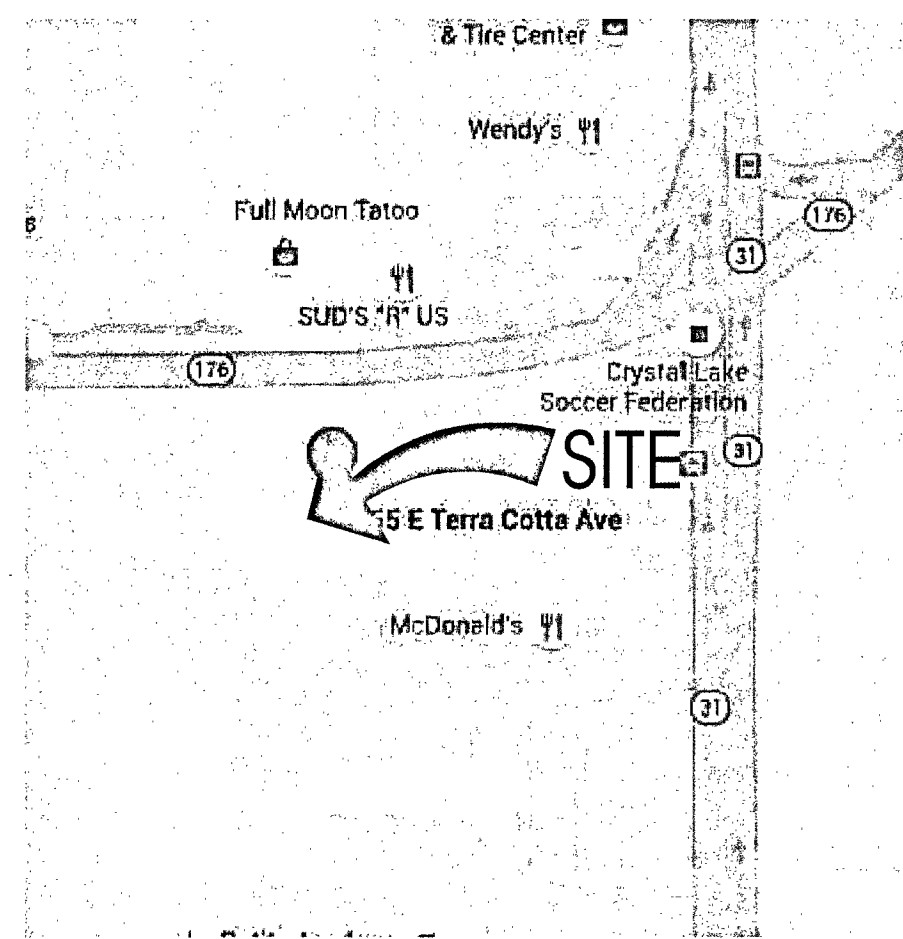 & Tire Center
Wendy's
176
Full Moon Tatoo
31
SUD'S "R" US
176
Crystal Lake
Soccer Federation
SITE
31
5 E Terra Cotta Ave
McDonald's
31